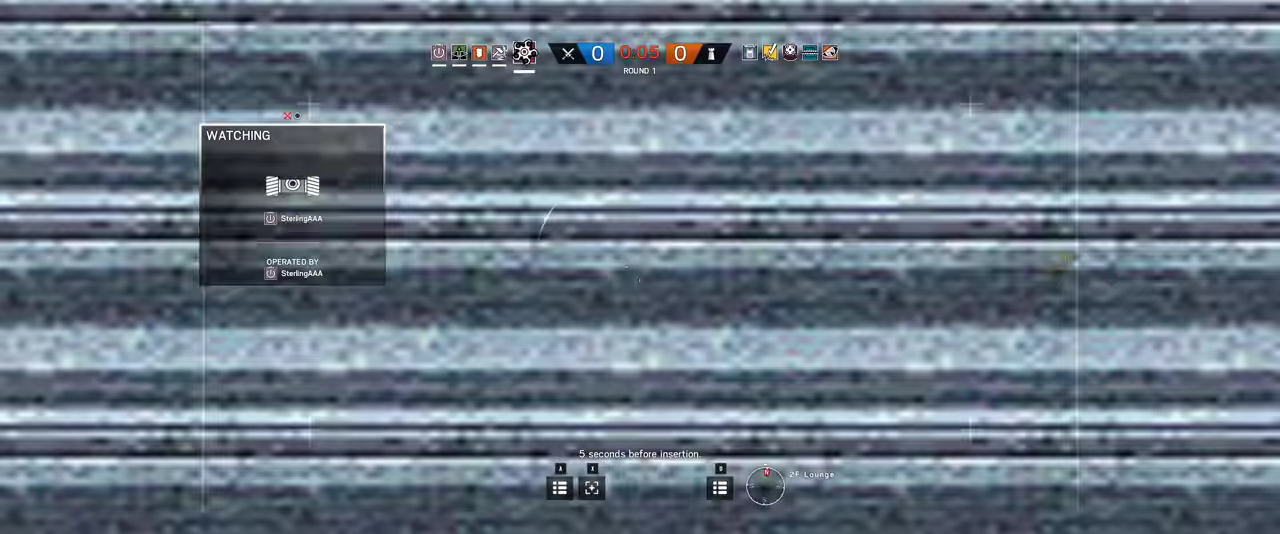 0 0:05 0
ROUND 1
WATCHING
SterlingAAA
OPERATED BY
SterlingAAA
5 seconds before insertion.
A X B
N
2F Lounge